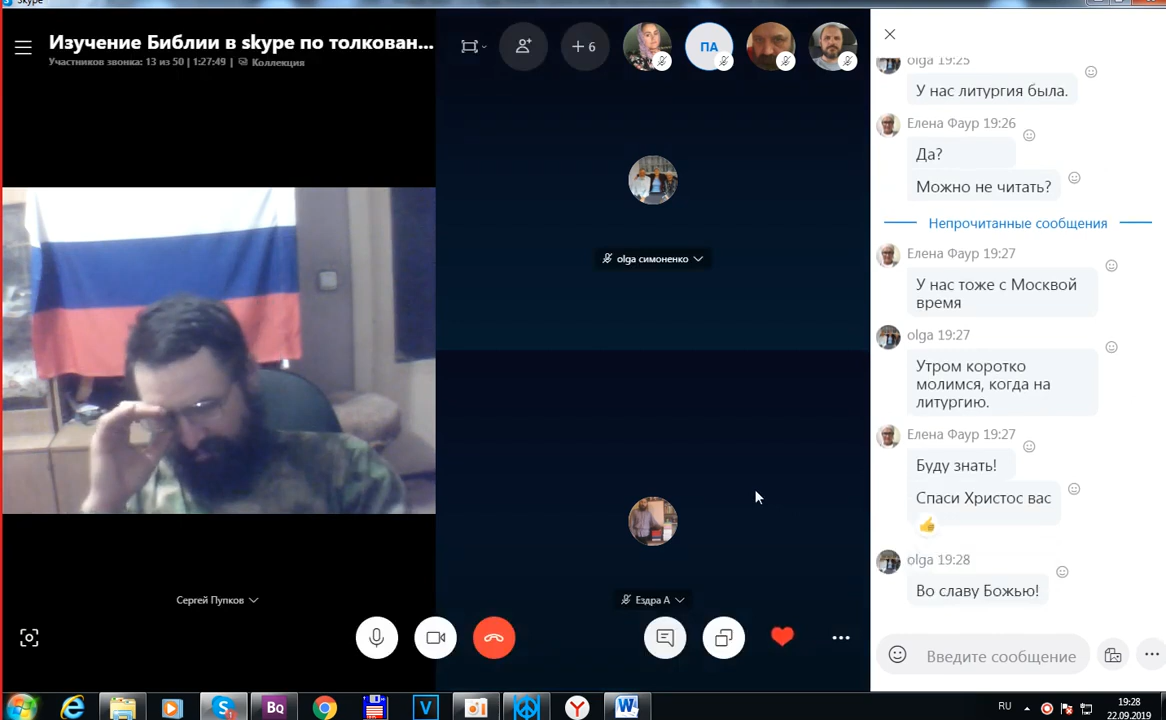 Skype
Изучение Библии в skype по толкован...
Участников звонка: 13 из 50 | 1:27:49 | Коллекция
+ 6
ПА
olga симоненко
Сергей Пупков
Ездра А
olga 19:25
У нас литургия была.
Елена Фаур 19:26
Да?
Можно не читать?
Непрочитанные сообщения
Елена Фаур 19:27
У нас тоже с Москвой
время
olga 19:27
Утром коротко
молимся, когда на
литургию.
Елена Фаур 19:27
Буду знать!
Спаси Христос вас
olga 19:28
Во славу Божью!
Введите сообщение
Bq
V
RU
19:28
22.09.2019